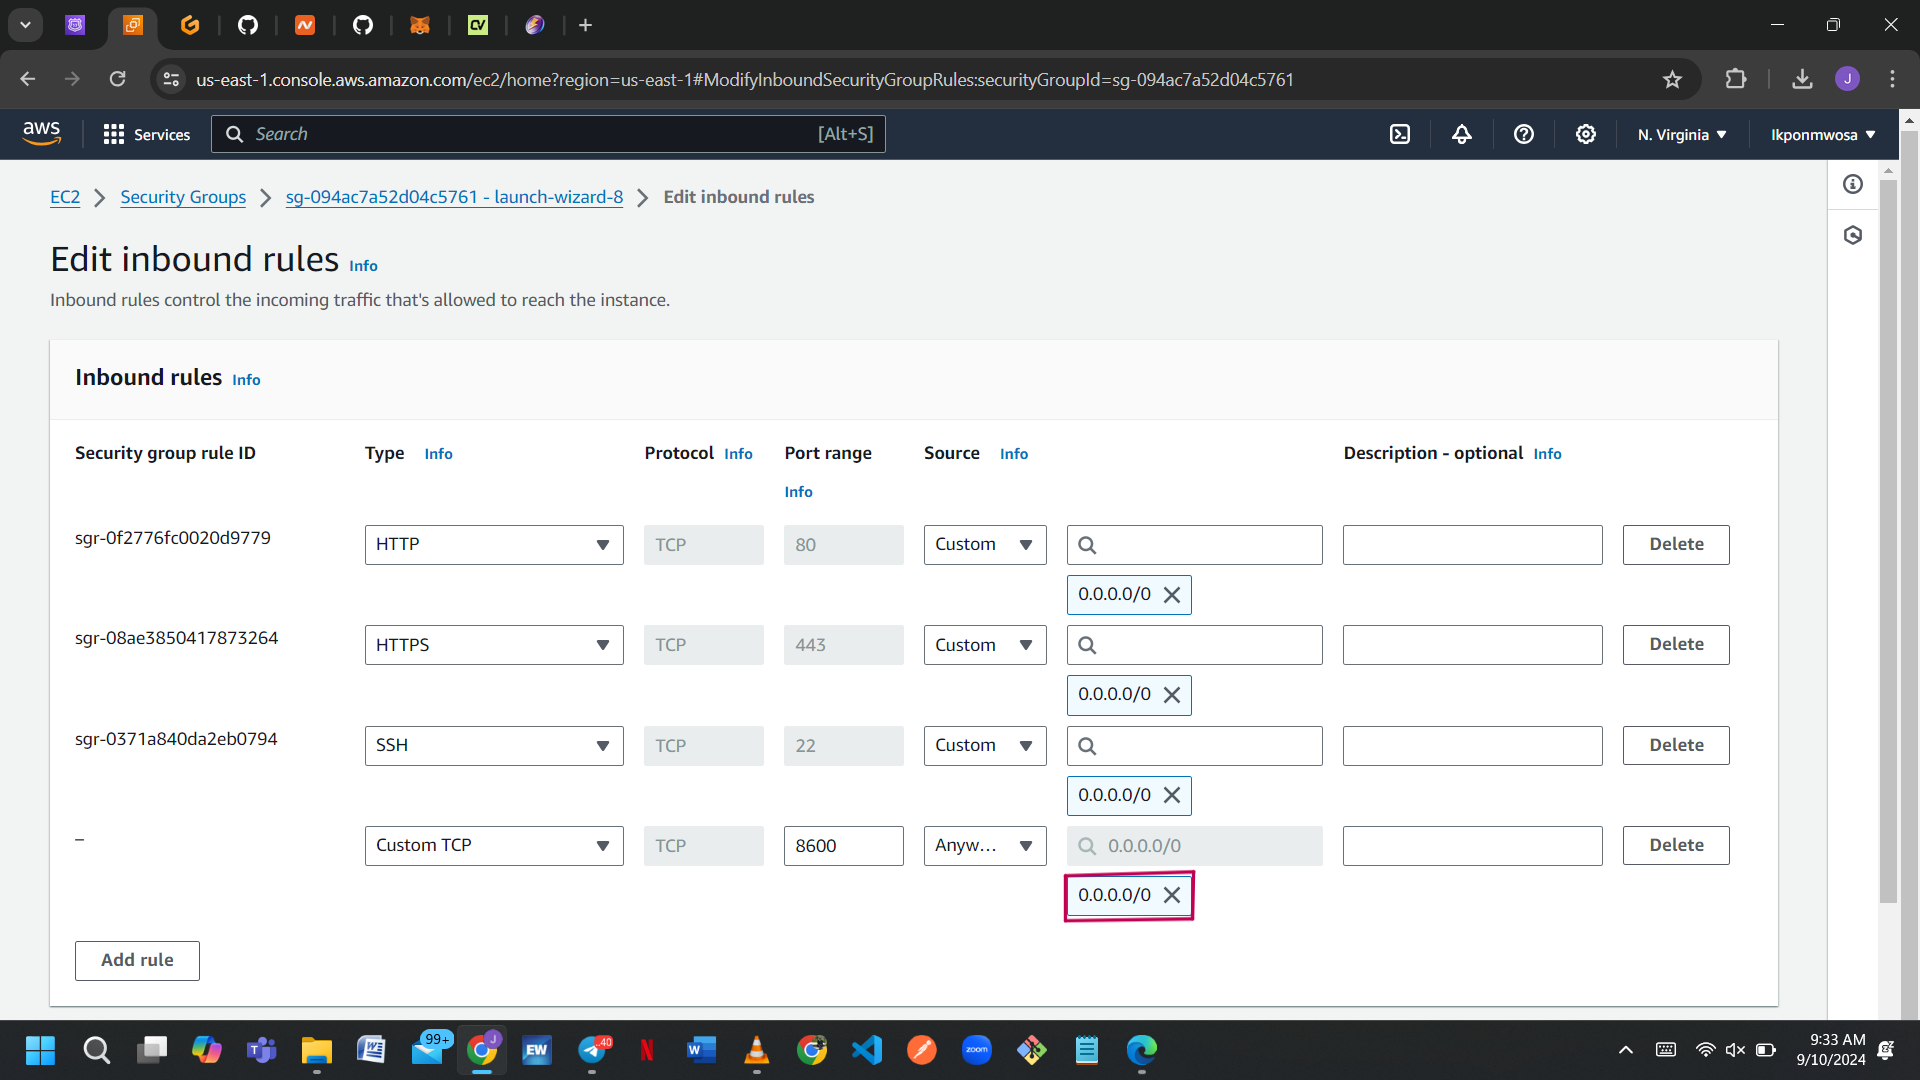 us-east-1.console.aws.amazon.com/ec2/home?region=us-east-1#ModifyInboundSecurityGroupRules:securityGroupId=sg-094ac7a52d04c5761
J
aws
Services
Search
[Alt+S]
N. Virginia
Ikponmwosa
EC2
Security Groups
sg-094ac7a52d04c5761 - launch-wizard-8
Edit inbound rules
Edit inbound rules Info
Inbound rules control the incoming traffic that's allowed to reach the instance.
Inbound rules Info
Security group rule ID
Type Info
Protocol Info
Port range
Info
Source Info
Description - optional Info
sgr-0f2776fc0020d9779
HTTP
TCP
80
Custom
Delete
0.0.0.0/0
sgr-08ae3850417873264
HTTPS
TCP
443
Custom
Delete
0.0.0.0/0
sgr-0371a840da2eb0794
SSH
TCP
22
Custom
Delete
0.0.0.0/0
–
Custom TCP
TCP
8600
Anyw...
0.0.0.0/0
Delete
0.0.0.0/0
Add rule
99+
J
EW
40
N
W
zoom
9:33 AM
9/10/2024